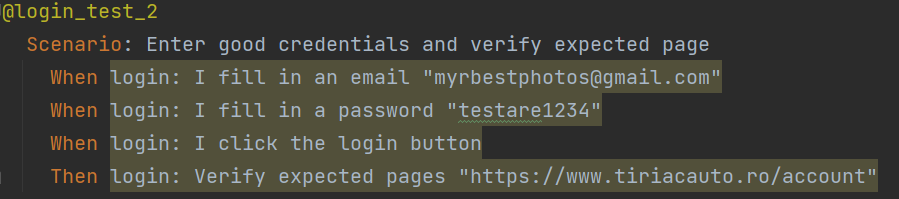 @login_test_2
Scenario: Enter good credentials and verify expected page
When login: I fill in an email "myrbestphotos@gmail.com"
When login: I fill in a password "testare1234"
When login: I click the login button
Then login: Verify expected pages "https://www.tiriacauto.ro/account"